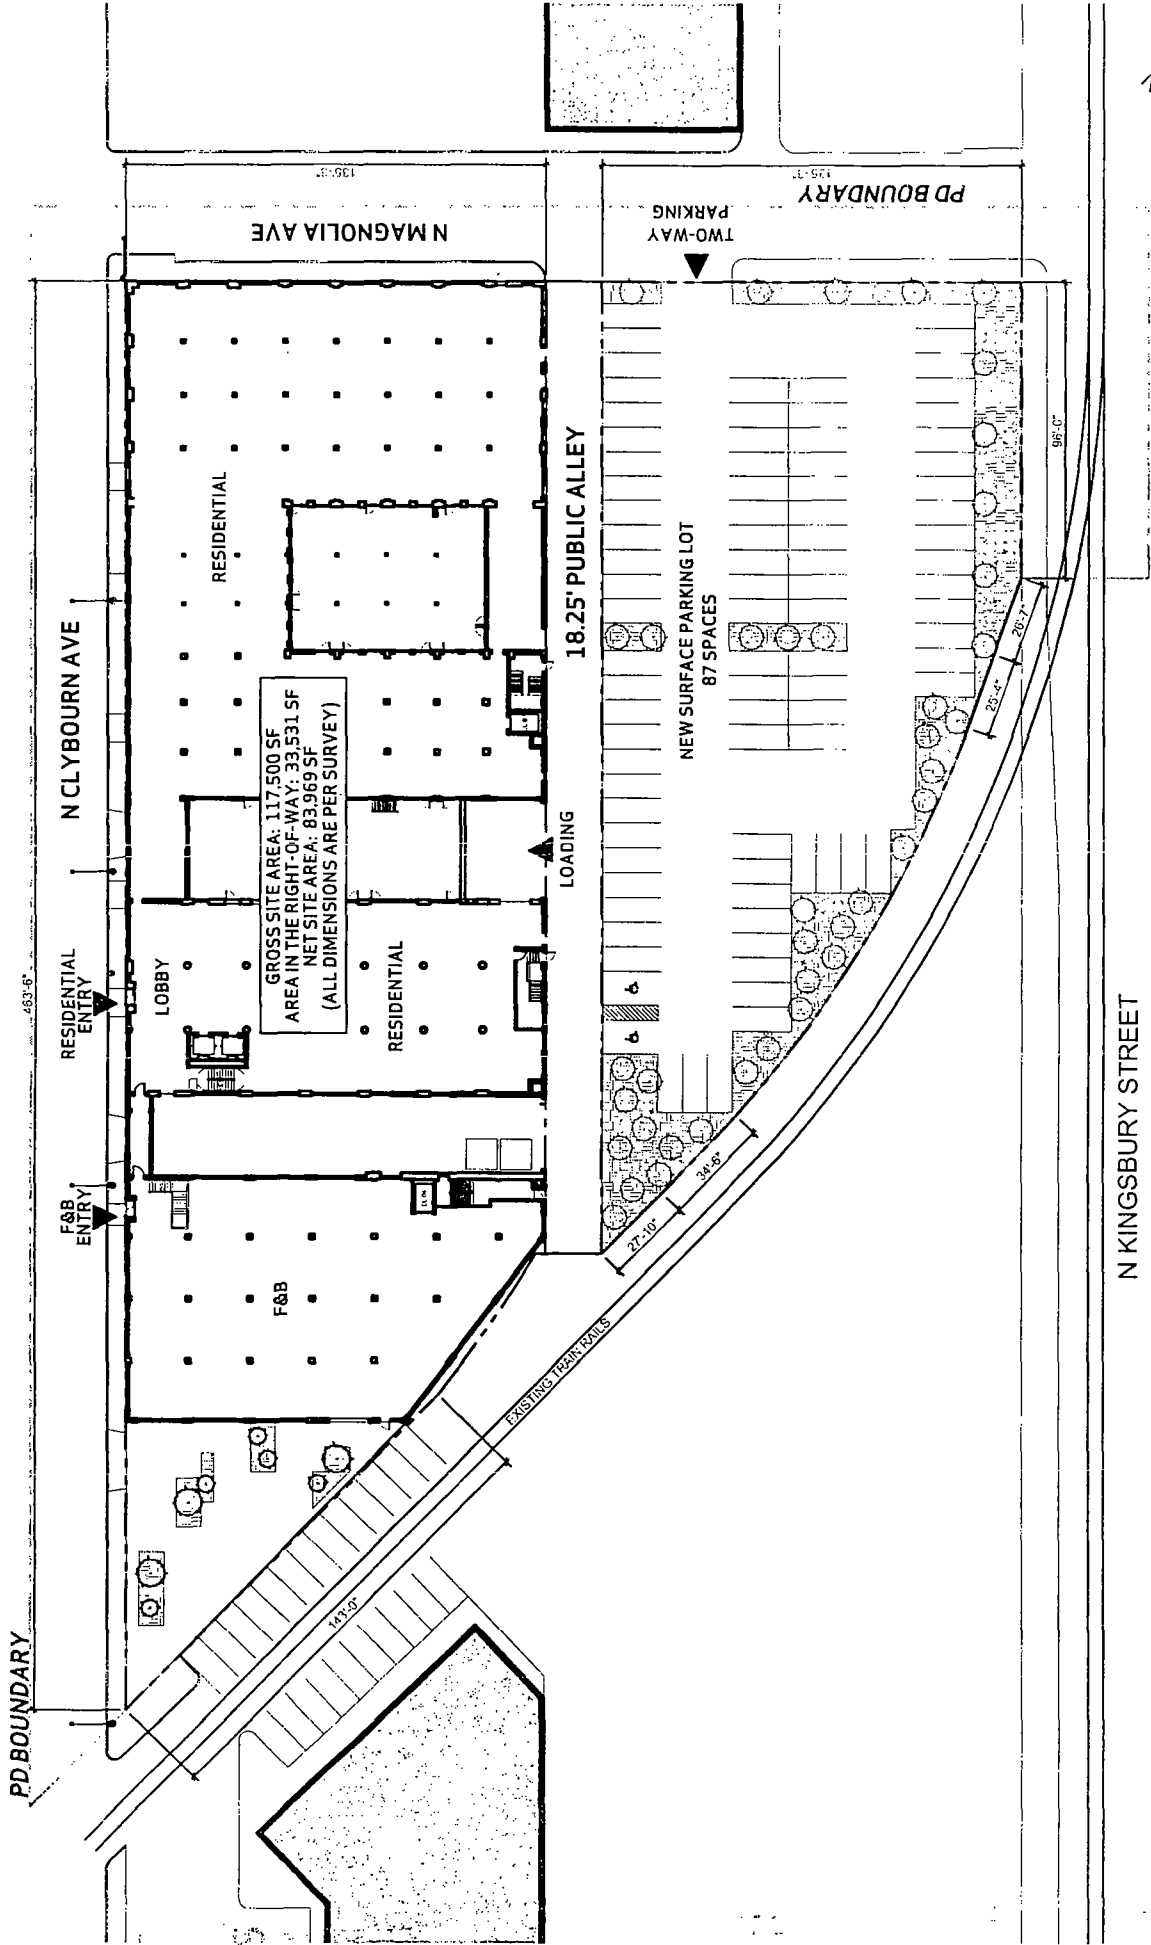 PD BOUNDARY
463'-6"
N CLYBOURN AVE
RESIDENTIAL
ENTRY
F&B
ENTRY
N MAGNOLIA AVE
135'-3"
PD BOUNDARY
TWO-WAY
PARKING
RESIDENTIAL
GROSS SITE AREA: 117,500 SF
AREA IN THE RIGHT-OF-WAY: 33,531 SF
NET SITE AREA: 83,969 SF
(ALL DIMENSIONS ARE PER SURVEY)
LOBBY
RESIDENTIAL
F&B
18.25' PUBLIC ALLEY
LOADING
NEW SURFACE PARKING LOT
87 SPACES
96'-0"
26'-7"
25'-4"
34'-6"
27'-10"
EXISTING TRAIN RAILS
143'-0"
N KINGSBURY STREET